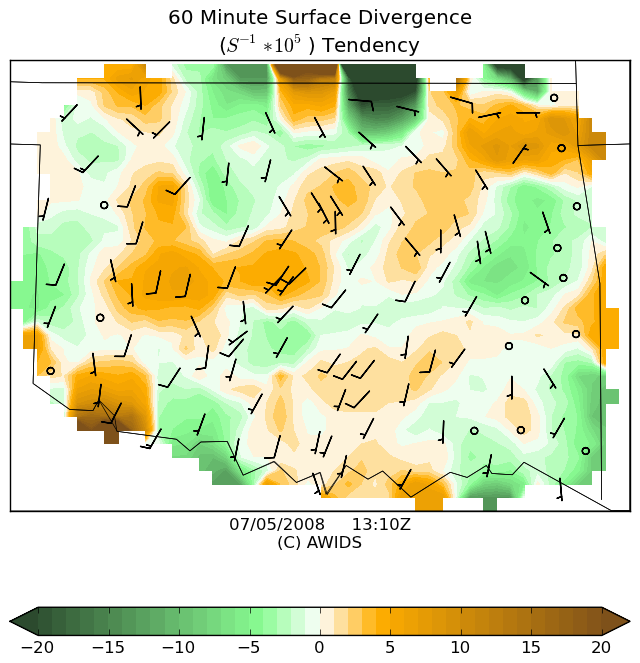 60 Minute Surface Divergence
(S⁻¹ *10⁵ ) Tendency
07/05/2008 13:10Z
(C) AWIDS
−20 −15 −10 −5 0 5 10 15 20